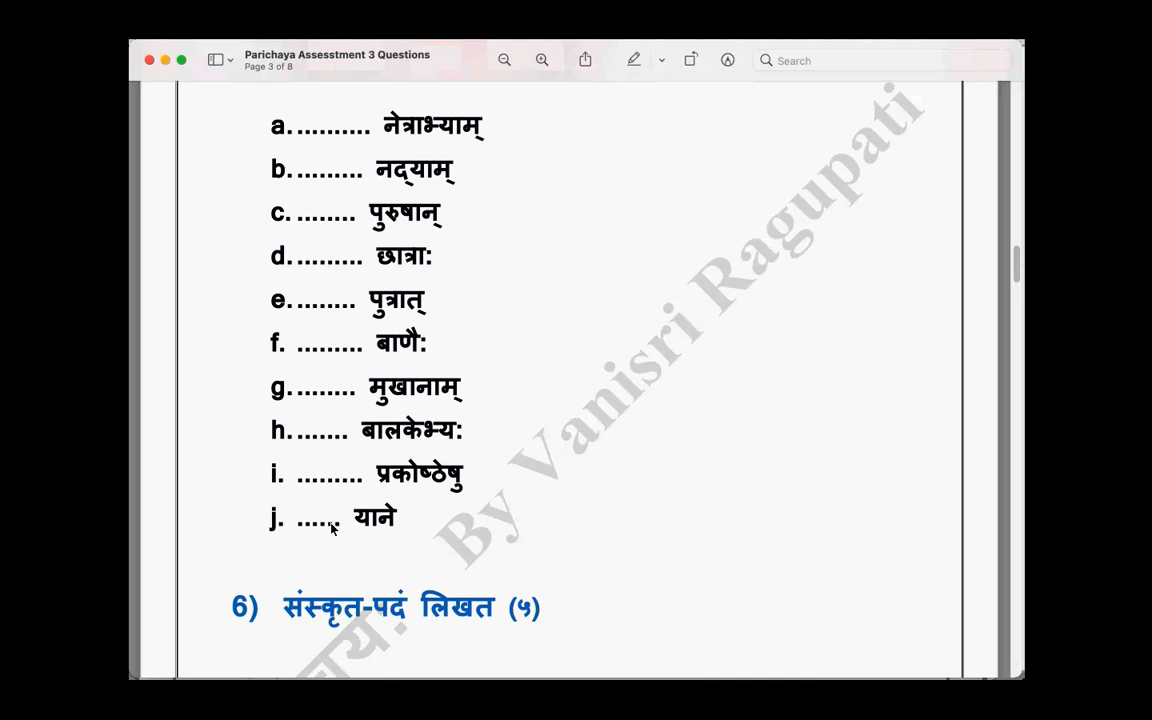 Parichaya Assesstment 3 Questions
Page 3 of 8
Search
a. .......... नेत्राभ्याम्
b. ......... नद्याम्
c. ........ पुरुषान्
d. ......... छात्रा:
e. ........ पुत्रात्
f. ......... बाणै:
g. ........ मुखानाम्
h. ....... बालकेभ्य:
i. ......... प्रकोष्ठेषु
j. ...... याने
6) संस्कृत-पदं लिखत (५)
By Vanisri Ragupati